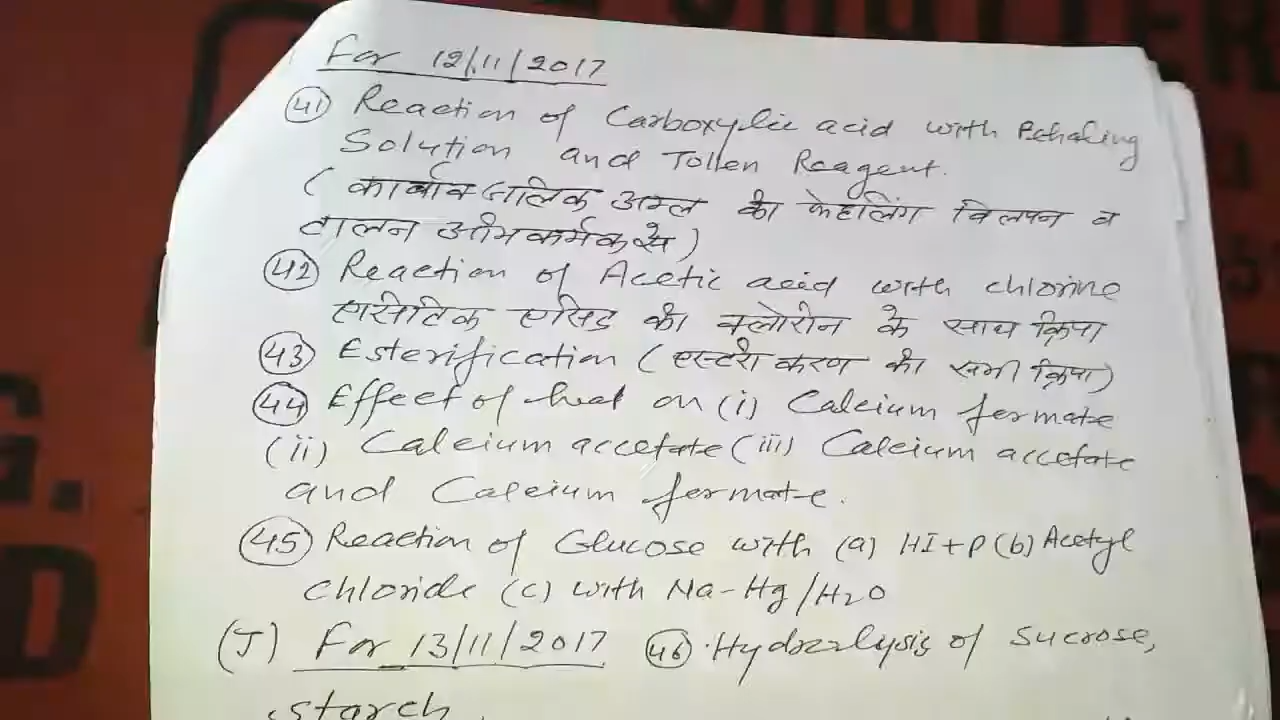 For 12/11/2017
(41) Reaction of Carboxylic acid with Fehaling
Solution and Tollen Reagent.
( कार्बोक्जालिक अम्ल की फेहलिंग विलयन व
टालन अभिकर्मक से )
(42) Reaction of Acetic acid with chlorine
एसिटिक एसिड की क्लोरीन के साथ क्रिया
(43) Esterification ( एस्टरीकरण की सभी क्रिया)
(44) Effect of heat on (i) Calcium formate
(ii) Calcium accetate (iii) Calcium accetate
and Calcium formate.
(45) Reaction of Glucose with (a) HI+P (b) Acetyl
chloride (c) with Na-Hg/H2O
(J) For 13/11/2017 (46) Hydrolysis of Sucrose,
starch